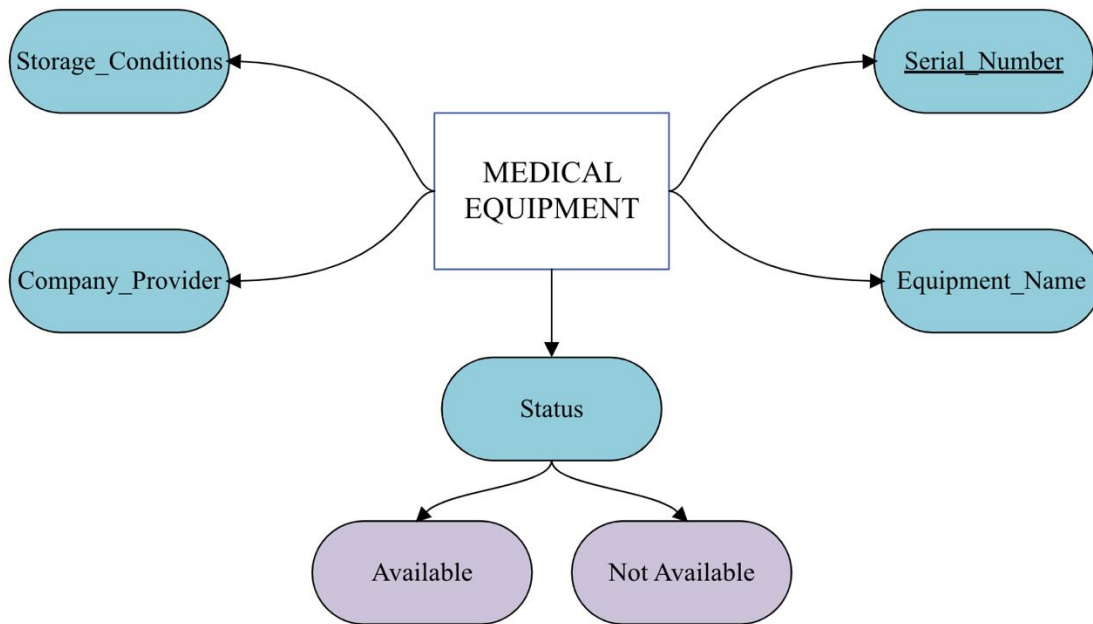 Storage_Conditions
Serial_Number
MEDICAL
EQUIPMENT
Company_Provider
Equipment_Name
Status
Available
Not Available